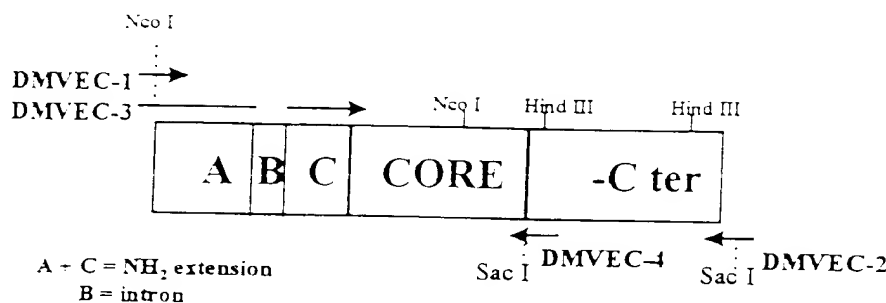 Nco I
DMVEC-1
DMVEC-3
Nco I
Hind III
Hind III
A B C CORE -C ter
A + C = NH2 extension
B = intron
Sac I
DMVEC-4
Sac I
DMVEC-2